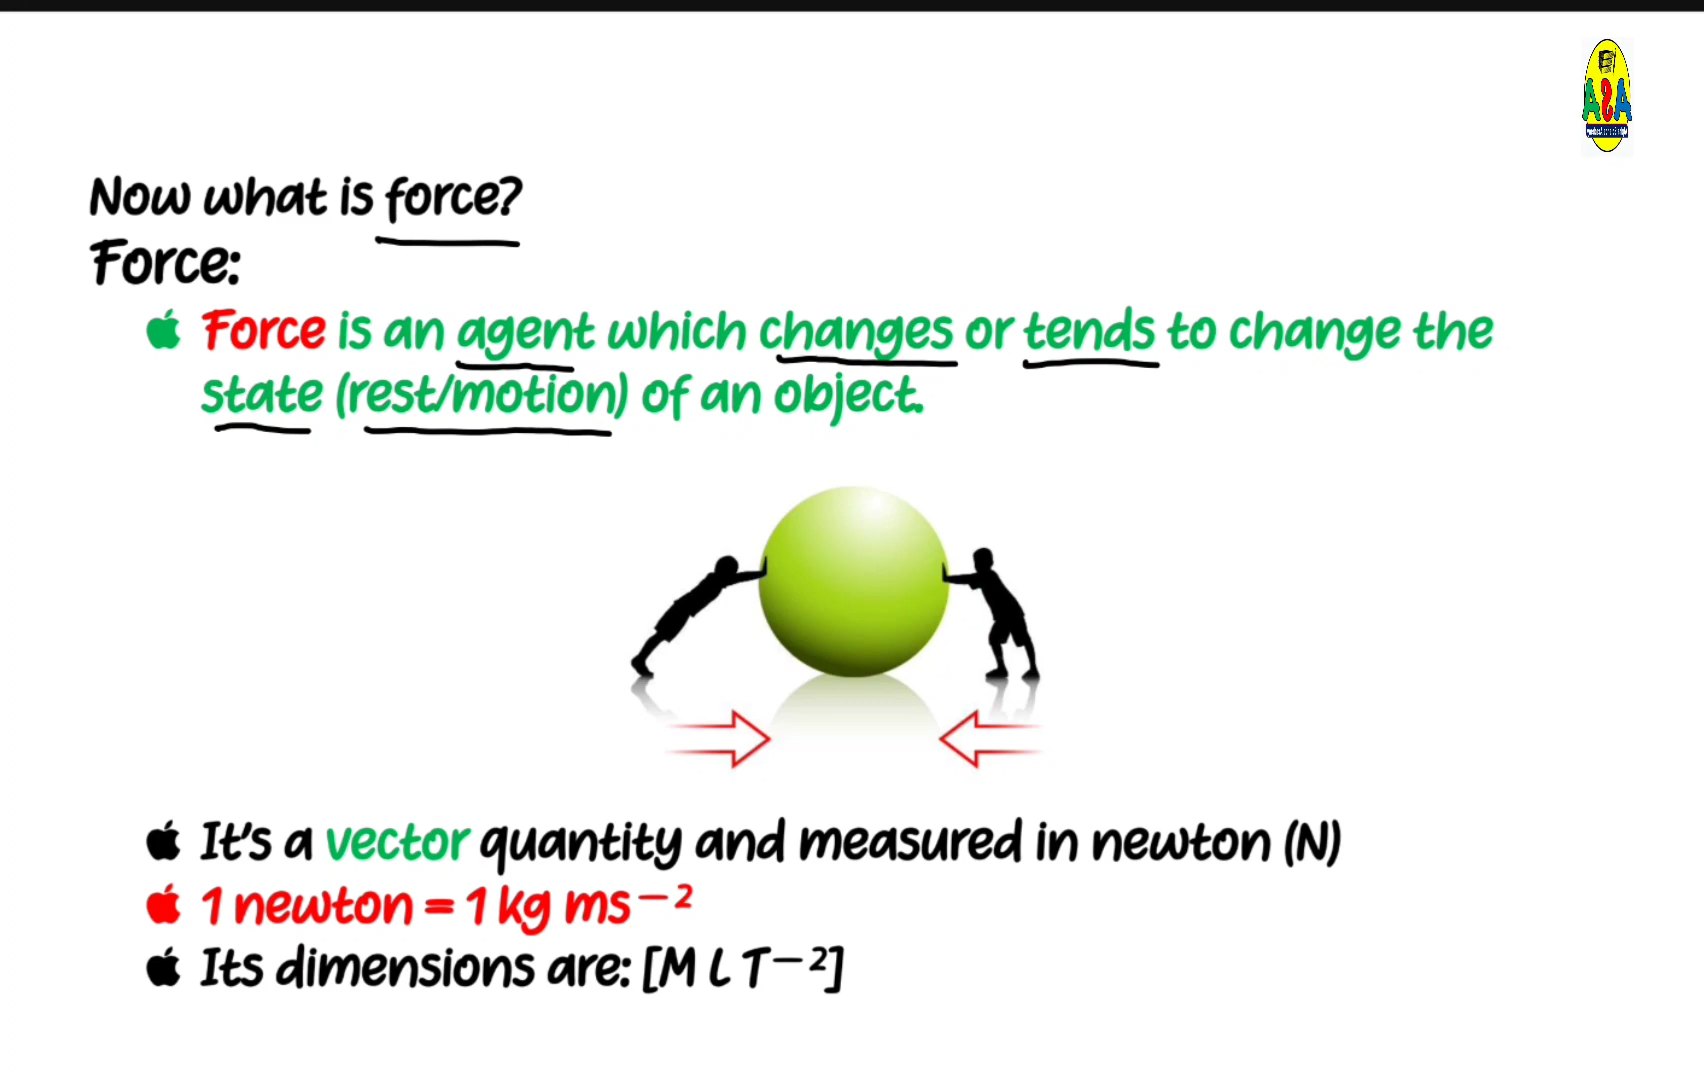 ASA
Now what is force?
Force:
Force is an agent which changes or tends to change the
state (rest/motion) of an object.
It's a vector quantity and measured in newton (N)
1 newton = 1 kg ms⁻²
Its dimensions are: [M L T⁻²]